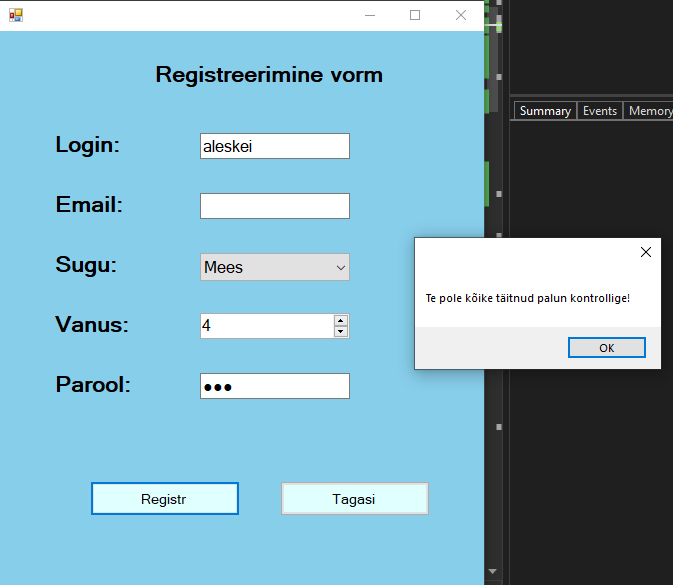 Registreerimine vorm
Login:
aleskei
Email:
Sugu:
Mees
Vanus:
4
Parool:
●●●
Registr
Tagasi
Summary
Events
Memory
Te pole kõike täitnud palun kontrollige!
OK